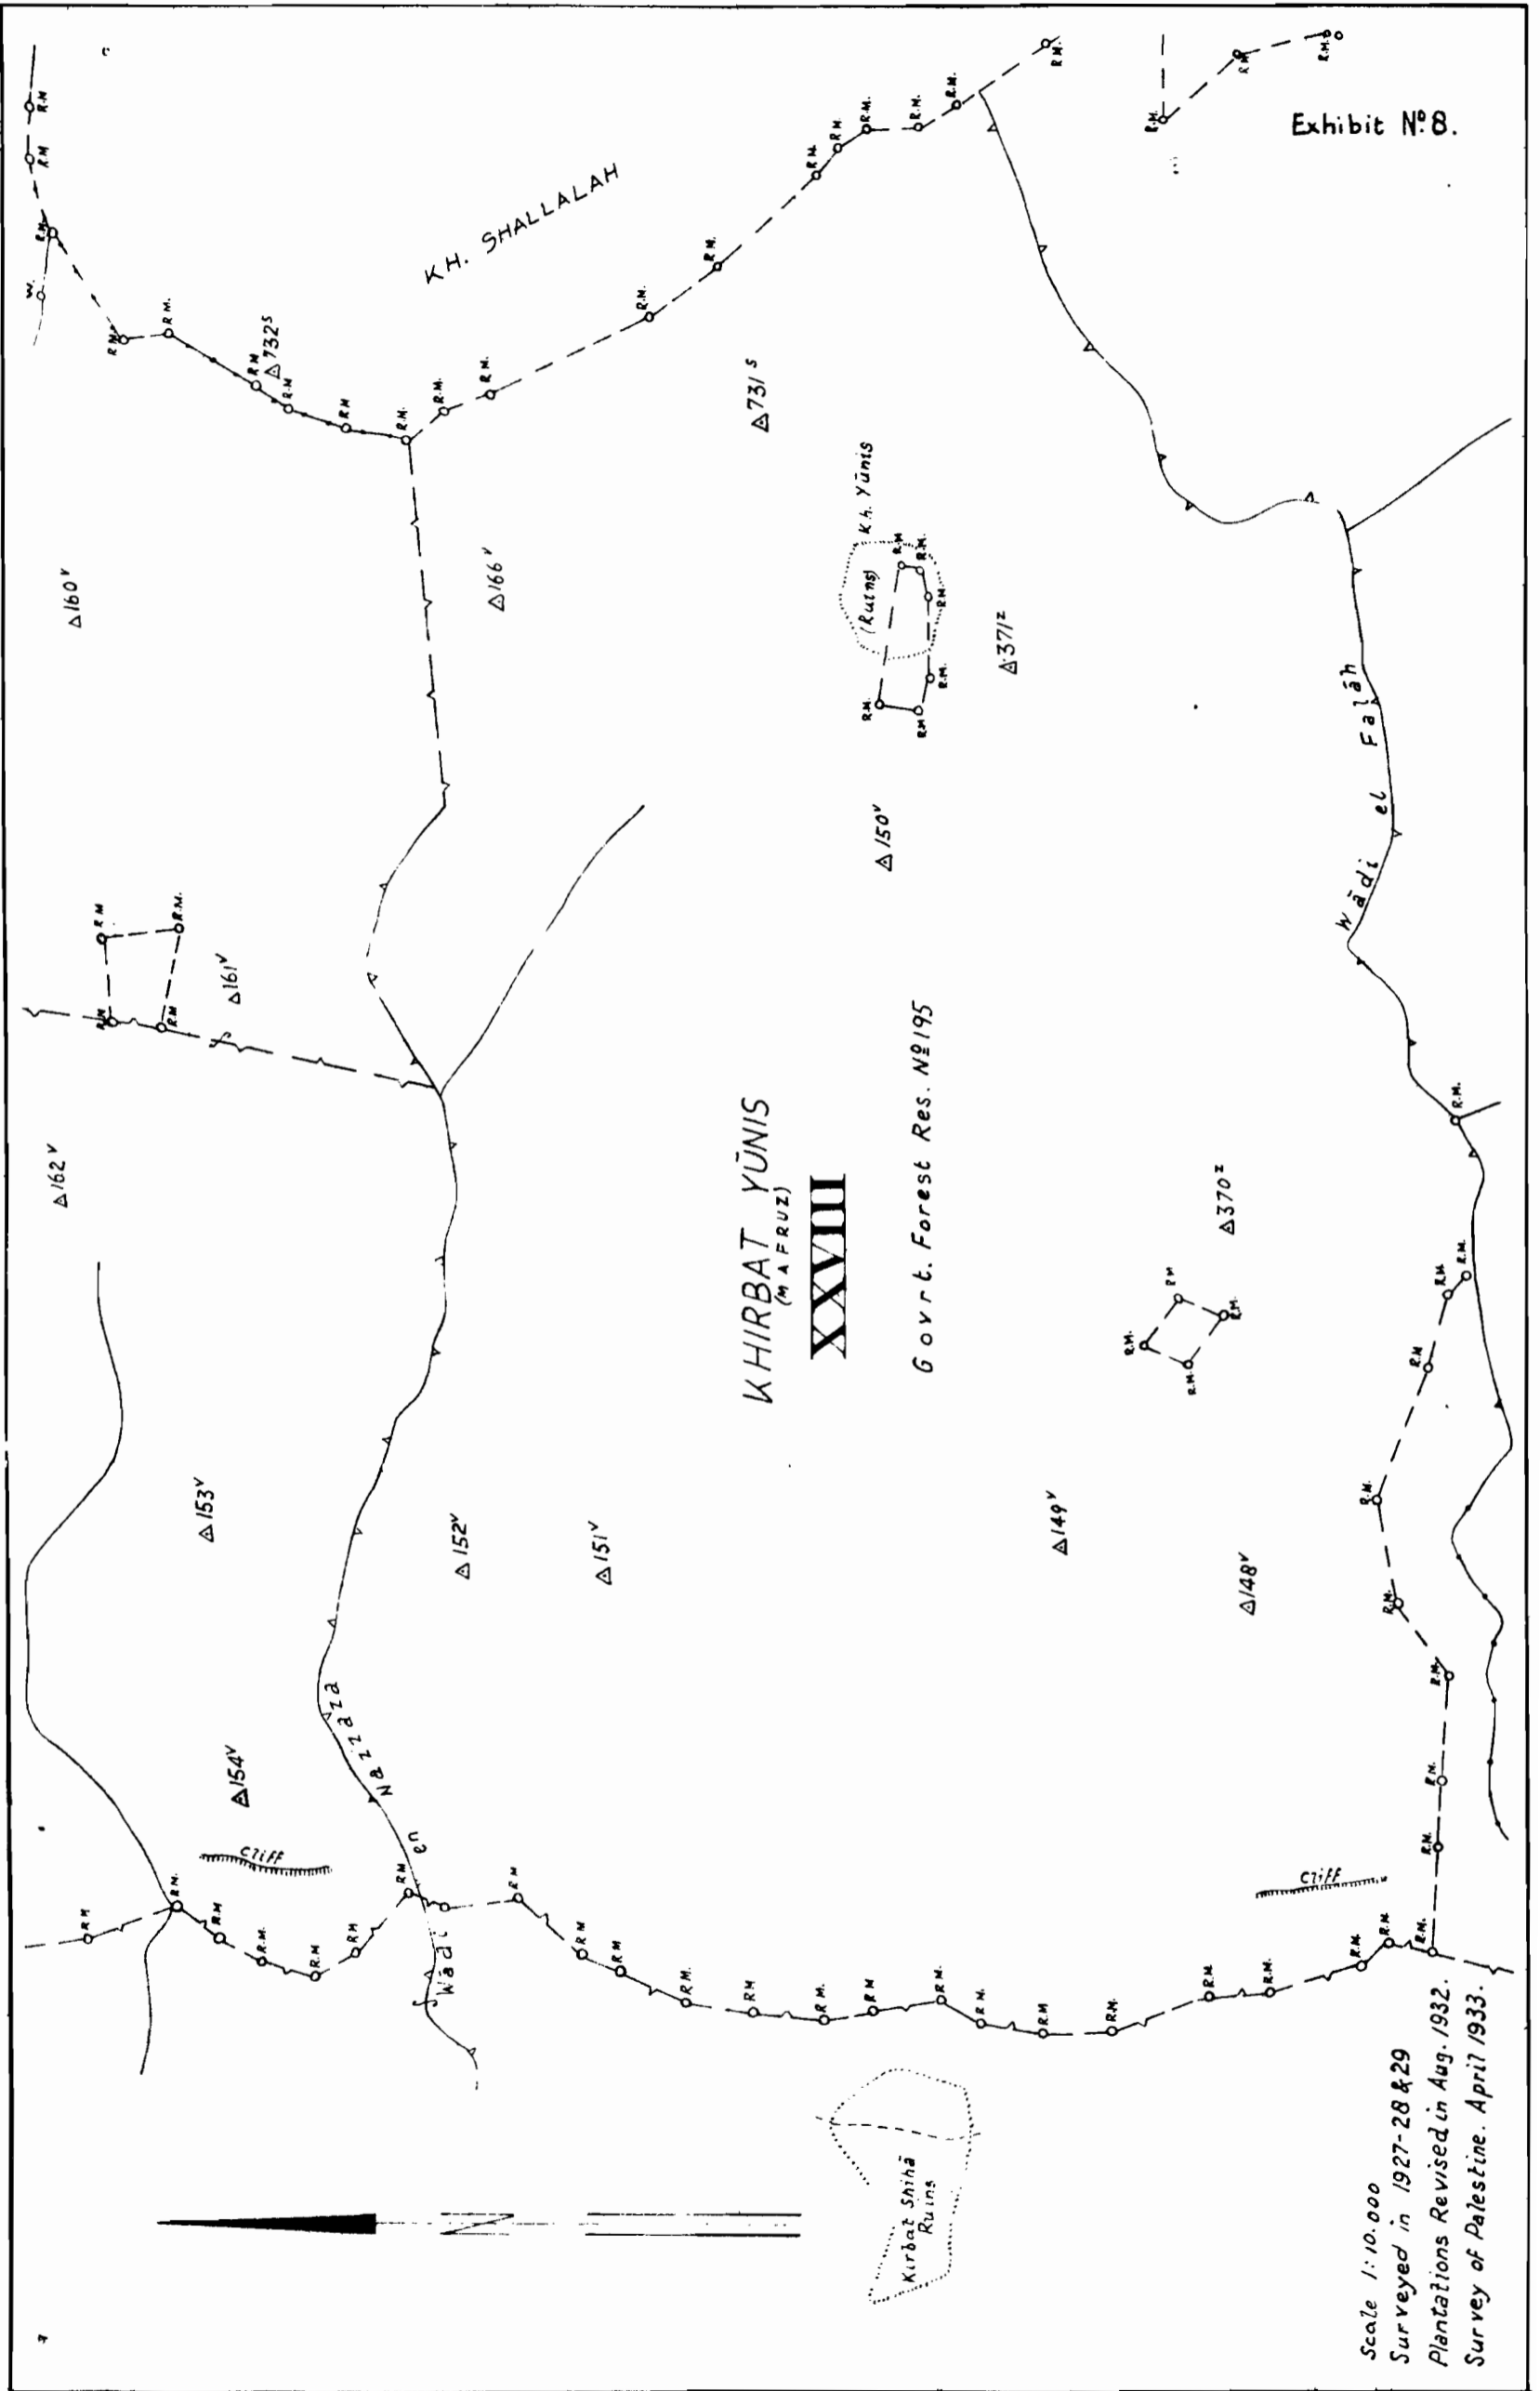 Exhibit Nº 8.
KH. SHALLALAH
W.
R.M.
R.M
R.M
R.M
R.M.
R.M
R.M
R.M
R.M.
R.M.
R.M.
R.M.
R.M.
R.M.
R.M.
R.M.
R.M.
R.M.
R.M.
R.M.
R.M.
R.M.
△732ˢ
△731ˢ
△160ᵛ
△166ᵛ
Kh. Yūnis
(Ruins)
R.M
R.M.
R.M
R.M.
R.M
R.M.
△371ᶻ
△150ᵛ
Wādi el Falāh
R.M
R.M.
R.M
R.M
△161ᵛ
△162ᵛ
KHIRBAT YŪNIS
(MAFRUZ)
XXVIII
Govrt. Forest Res. Nº 195
△370ᶻ
R.M.
R.M
R.M.
R.M.
R.M.
R.M.
R.M.
R.M
R.M.
R.M.
R.M.
R.M.
R.M.
△153ᵛ
△152ᵛ
△151ᵛ
△149ᵛ
△148ᵛ
△154ᵛ
Wādi en Nazzaza
Cliff
Cliff
R.M
R.M.
R.M
R.M.
R.M
R.M
R.M
R.M
R.M
R.M
R.M.
R.M
R.M.
R.M
R.M.
R.M.
R.M
R.M.
R.M.
R.M.
R.M.
R.M.
R.M.
Kirbat Shihā
Ruins
Scale 1:10.000
Surveyed in 1927-28 & 29
Plantations Revised in Aug. 1932.
Survey of Palestine. April 1933.